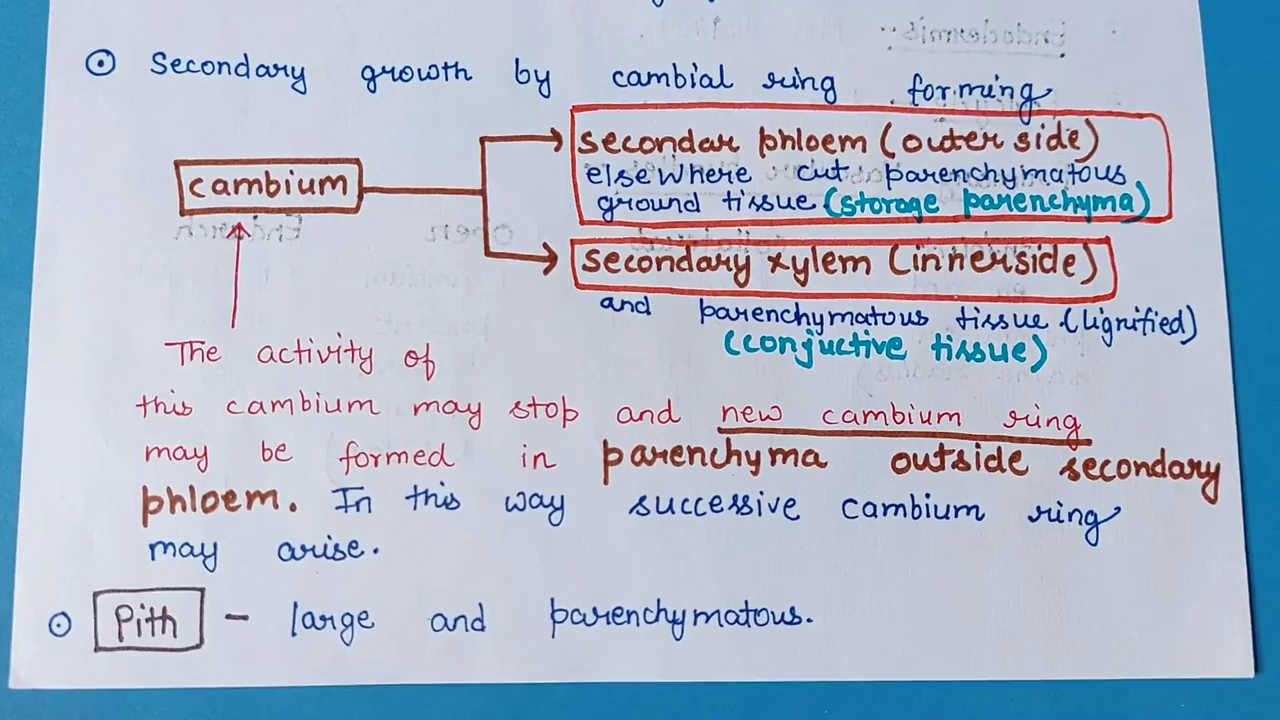 ⊙ Secondary growth by cambial ring forming
cambium
secondar phloem (outer side)
elsewhere cut parenchymatous
ground tissue (storage parenchyma)
secondary xylem (innerside)
and parenchymatous tissue (lignified)
(conjuctive tissue)
The activity of
this cambium may stop and new cambium ring
may be formed in parenchyma outside secondary
phloem. In this way successive cambium ring
may arise.
⊙ Pith - large and parenchymatous.